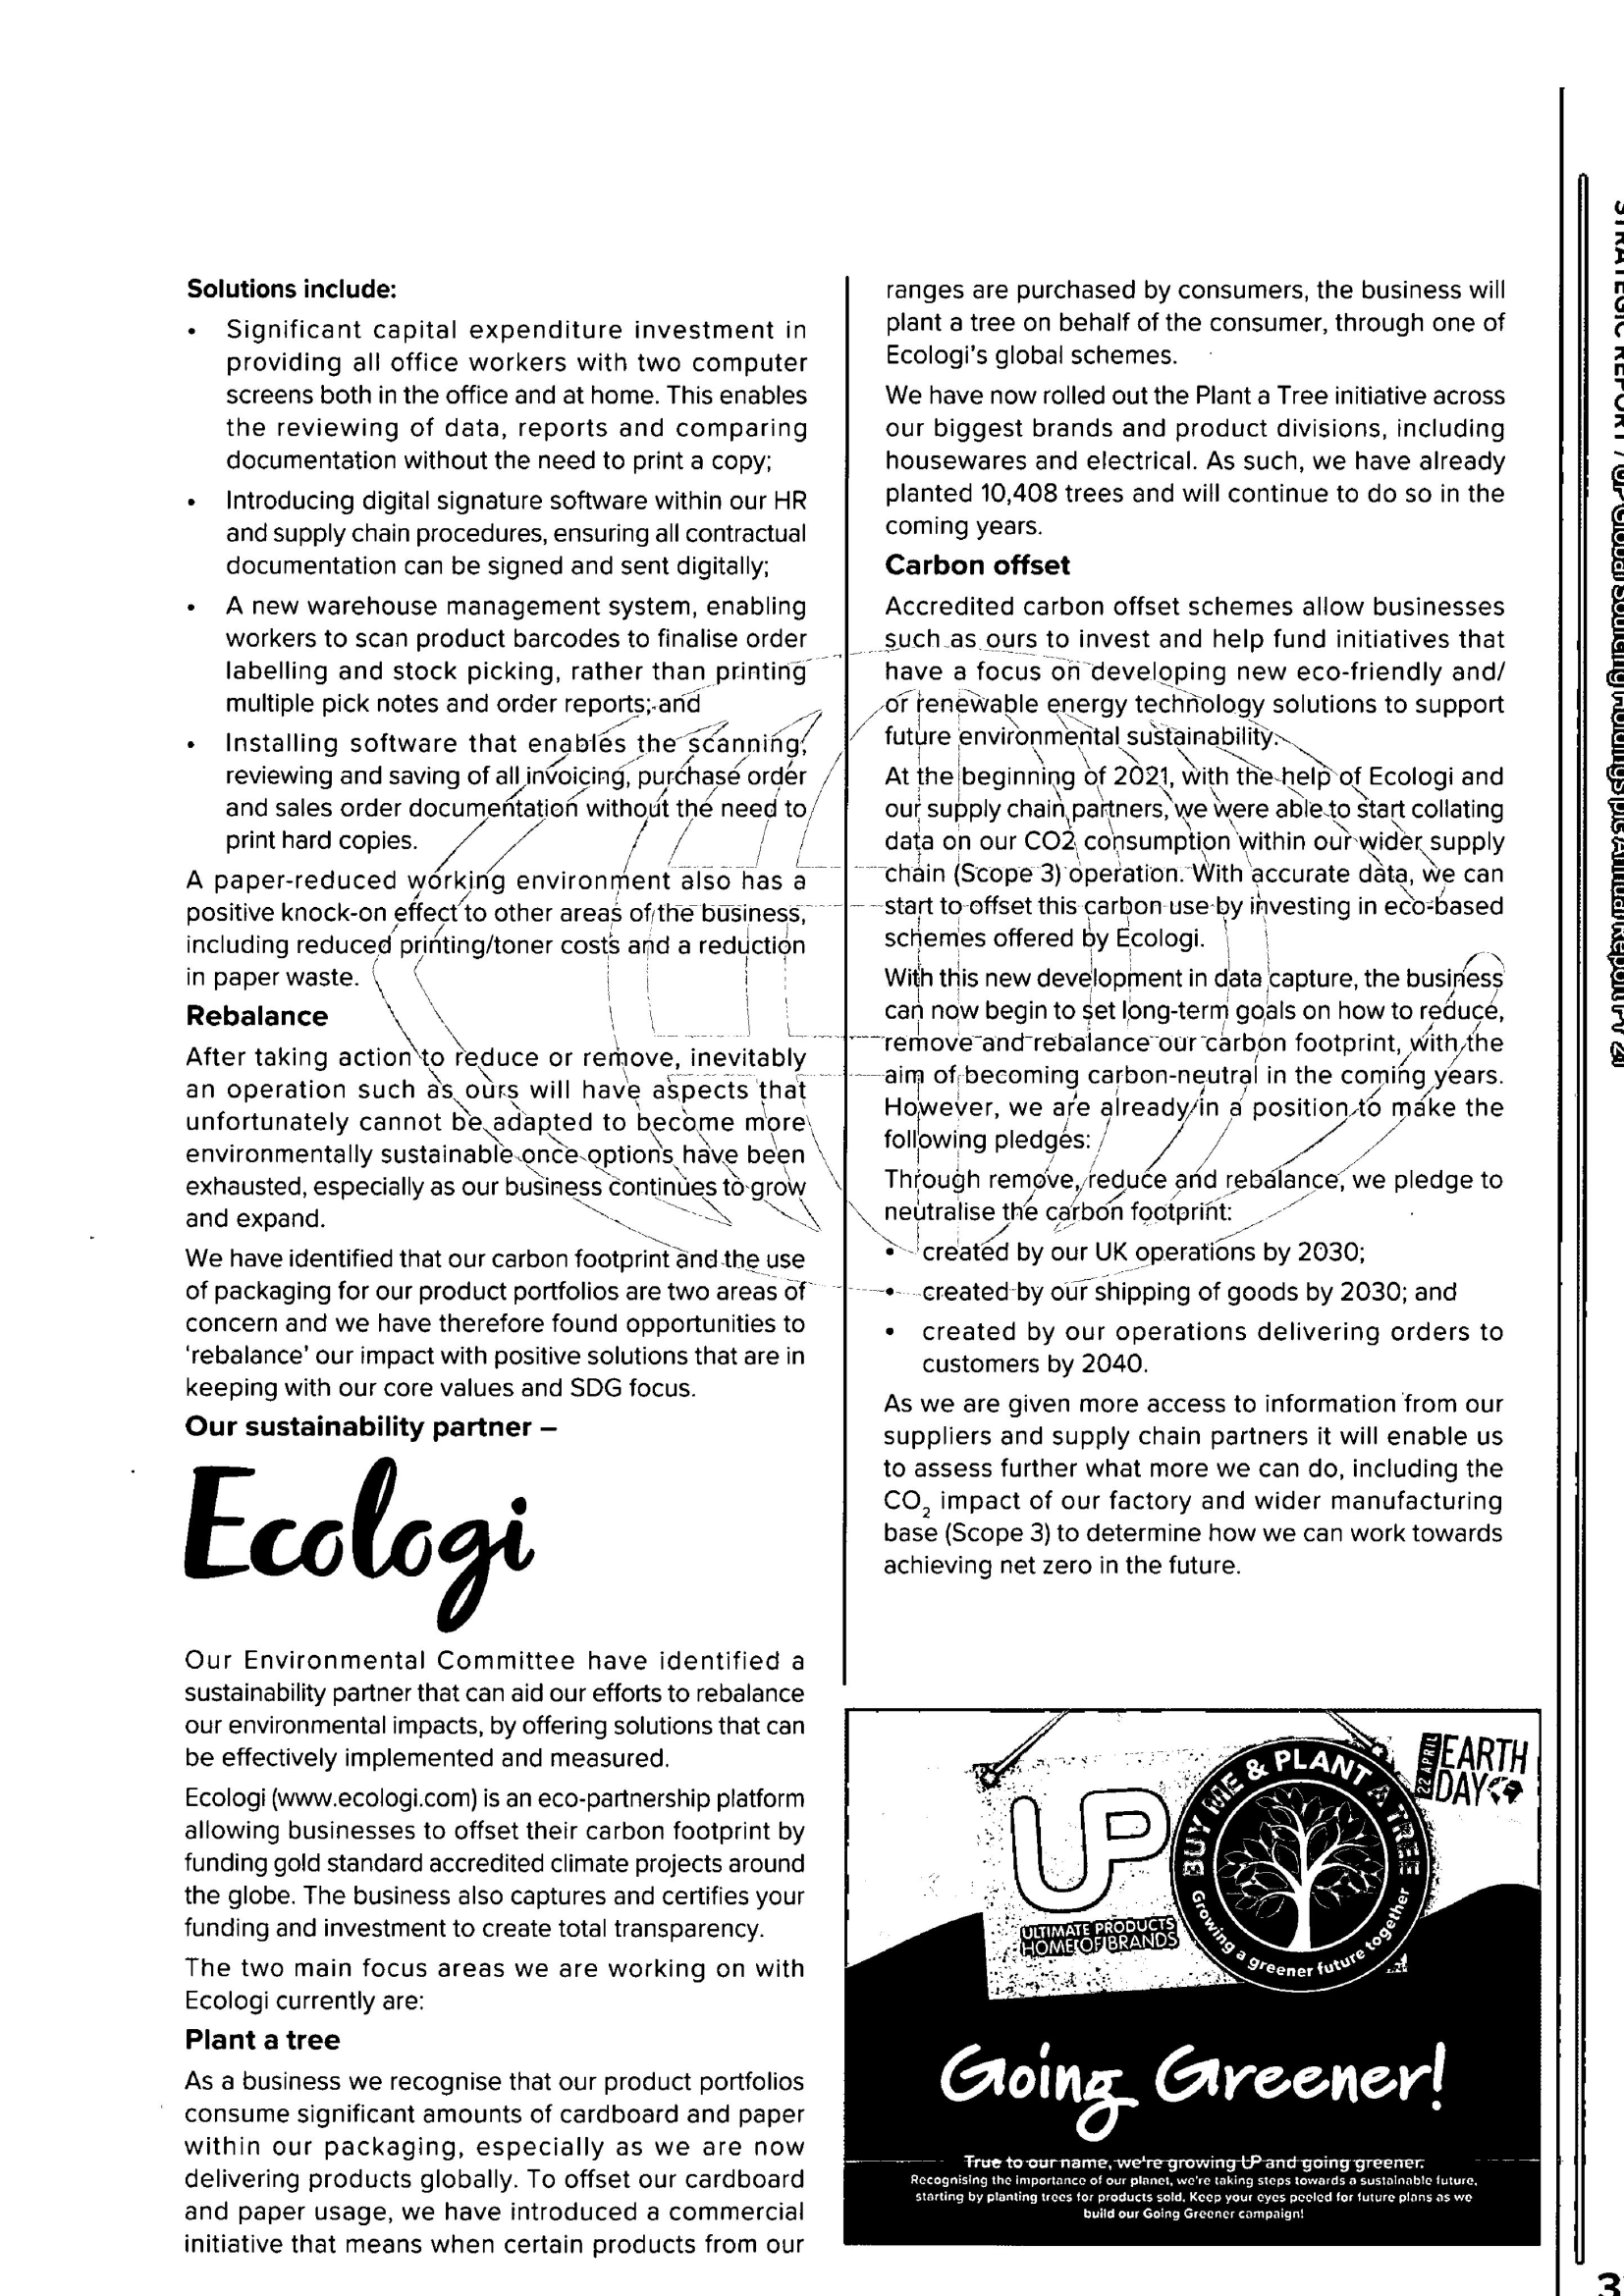 Solutions include:
• Significant capital expenditure investment in
providing all office workers with two computer
screens both in the office and at home. This enables
the reviewing of data, reports and comparing
documentation without the need to print a copy;
• Introducing digital signature software within our HR
and supply chain procedures, ensuring all contractual
documentation can be signed and sent digitally;
• A new warehouse management system, enabling
workers to scan product barcodes to finalise order
labelling and stock picking, rather than printing
multiple pick notes and order reports; and
• Installing software that enables the scanning,
reviewing and saving of all invoicing, purchase order
and sales order documentation without the need to
print hard copies.
A paper-reduced working environment also has a
positive knock-on effect to other areas of the business,
including reduced printing/toner costs and a reduction
in paper waste.
Rebalance
After taking action to reduce or remove, inevitably
an operation such as ours will have aspects that
unfortunately cannot be adapted to become more
environmentally sustainable once options have been
exhausted, especially as our business continues to grow
and expand.
We have identified that our carbon footprint and the use
of packaging for our product portfolios are two areas of
concern and we have therefore found opportunities to
'rebalance' our impact with positive solutions that are in
keeping with our core values and SDG focus.
Our sustainability partner –
Ecologi
Our Environmental Committee have identified a
sustainability partner that can aid our efforts to rebalance
our environmental impacts, by offering solutions that can
be effectively implemented and measured.
Ecologi (www.ecologi.com) is an eco-partnership platform
allowing businesses to offset their carbon footprint by
funding gold standard accredited climate projects around
the globe. The business also captures and certifies your
funding and investment to create total transparency.
The two main focus areas we are working on with
Ecologi currently are:
Plant a tree
As a business we recognise that our product portfolios
consume significant amounts of cardboard and paper
within our packaging, especially as we are now
delivering products globally. To offset our cardboard
and paper usage, we have introduced a commercial
initiative that means when certain products from our
ranges are purchased by consumers, the business will
plant a tree on behalf of the consumer, through one of
Ecologi's global schemes.
We have now rolled out the Plant a Tree initiative across
our biggest brands and product divisions, including
housewares and electrical. As such, we have already
planted 10,408 trees and will continue to do so in the
coming years.
Carbon offset
Accredited carbon offset schemes allow businesses
such as ours to invest and help fund initiatives that
have a focus on developing new eco-friendly and/
or renewable energy technology solutions to support
future environmental sustainability.
At the beginning of 2021, with the help of Ecologi and
our supply chain partners, we were able to start collating
data on our CO2 consumption within our wider supply
chain (Scope 3) operation. With accurate data, we can
start to offset this carbon use by investing in eco-based
schemes offered by Ecologi.
With this new development in data capture, the business
can now begin to set long-term goals on how to reduce,
remove and rebalance our carbon footprint, with the
aim of becoming carbon-neutral in the coming years.
However, we are already in a position to make the
following pledges:
Through remove, reduce and rebalance, we pledge to
neutralise the carbon footprint:
• created by our UK operations by 2030;
• created by our shipping of goods by 2030; and
• created by our operations delivering orders to
customers by 2040.
As we are given more access to information from our
suppliers and supply chain partners it will enable us
to assess further what more we can do, including the
CO₂ impact of our factory and wider manufacturing
base (Scope 3) to determine how we can work towards
achieving net zero in the future.
22 APRIL
EARTH
DAY
UP
ULTIMATE PRODUCTS
HOME OF BRANDS
BUY ME & PLANT A TREE
Growing a greener future together
Going Greener!
True to our name, we're growing UP and going greener.
Recognising the importance of our planet, we're taking steps towards a sustainable future,
starting by planting trees for products sold. Keep your eyes peeled for future plans as we
build our Going Greener campaign!
STRATEGIC REPORT / UP Global Sourcing Holdings plc Annual Report FY 21